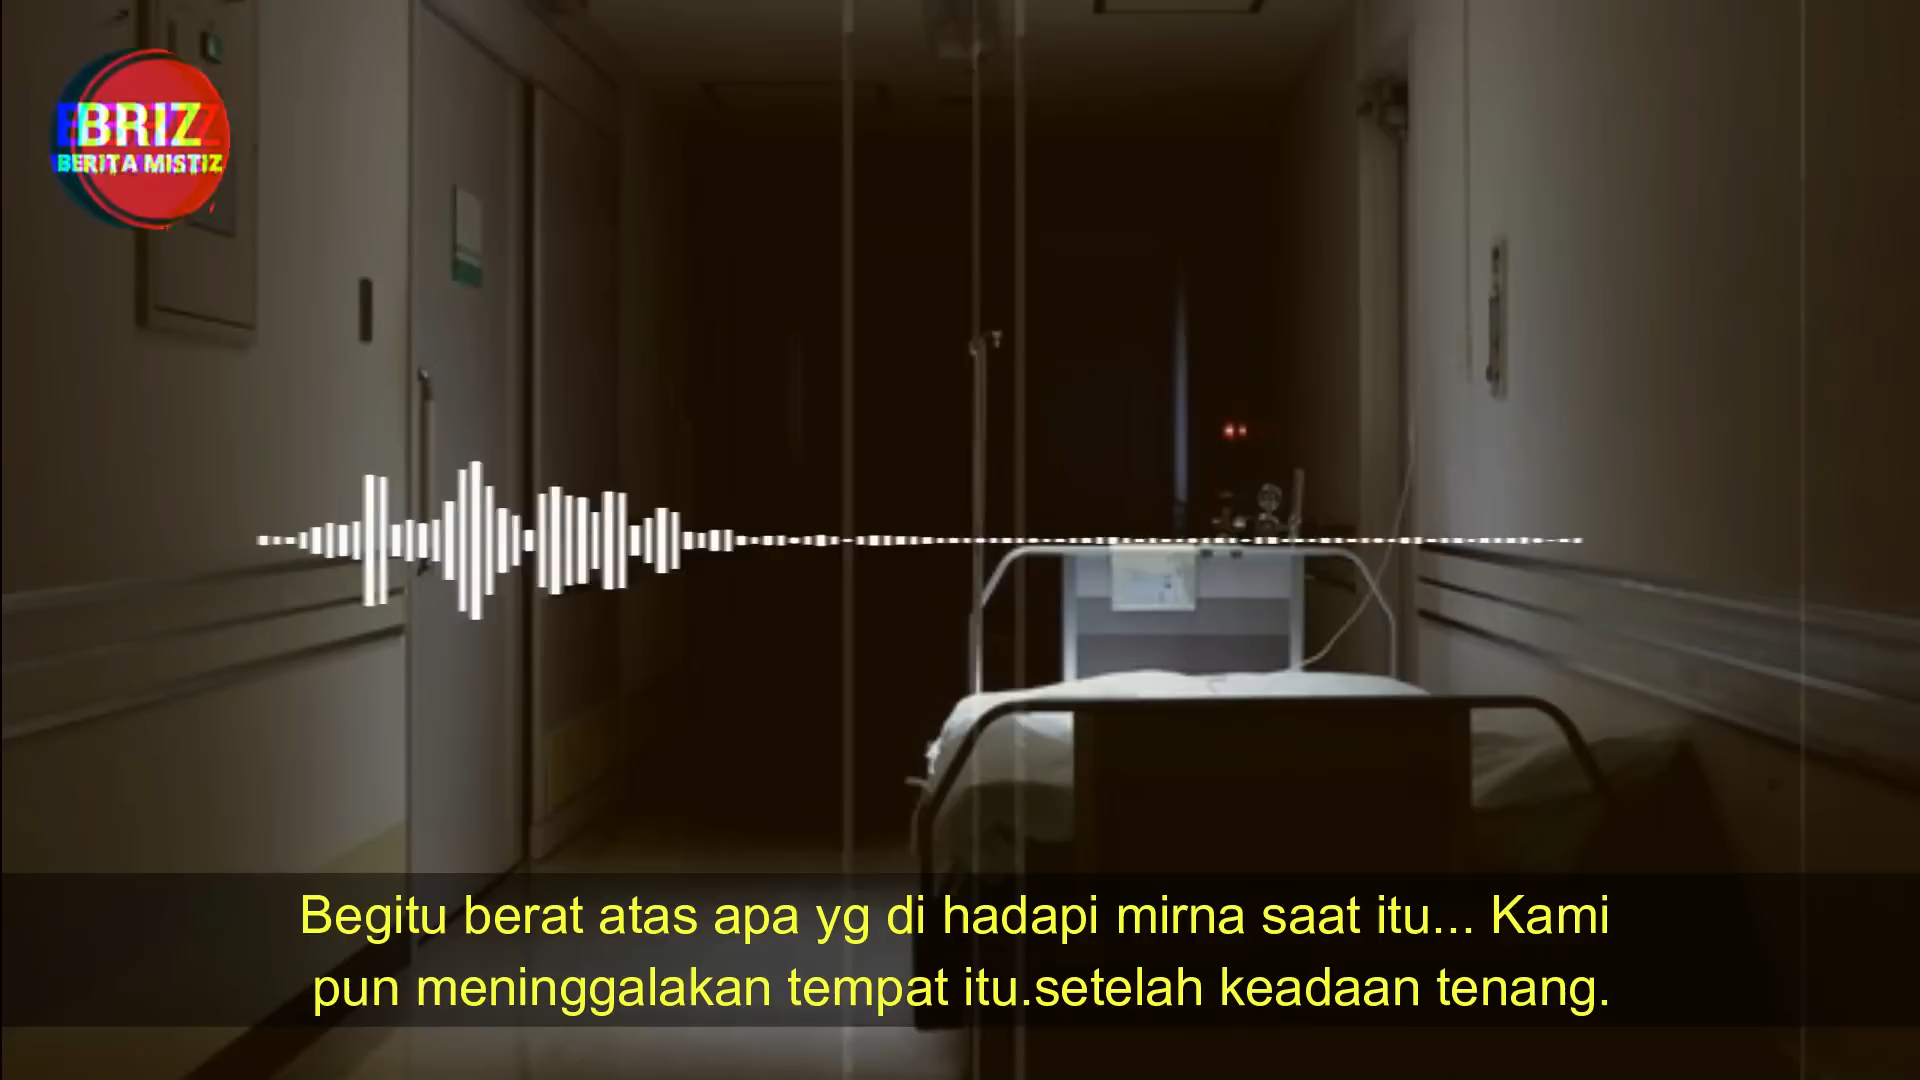 BRIZ
BERITA MISTIZ
Begitu berat atas apa yg di hadapi mirna saat itu... Kami
pun meninggalakan tempat itu.setelah keadaan tenang.